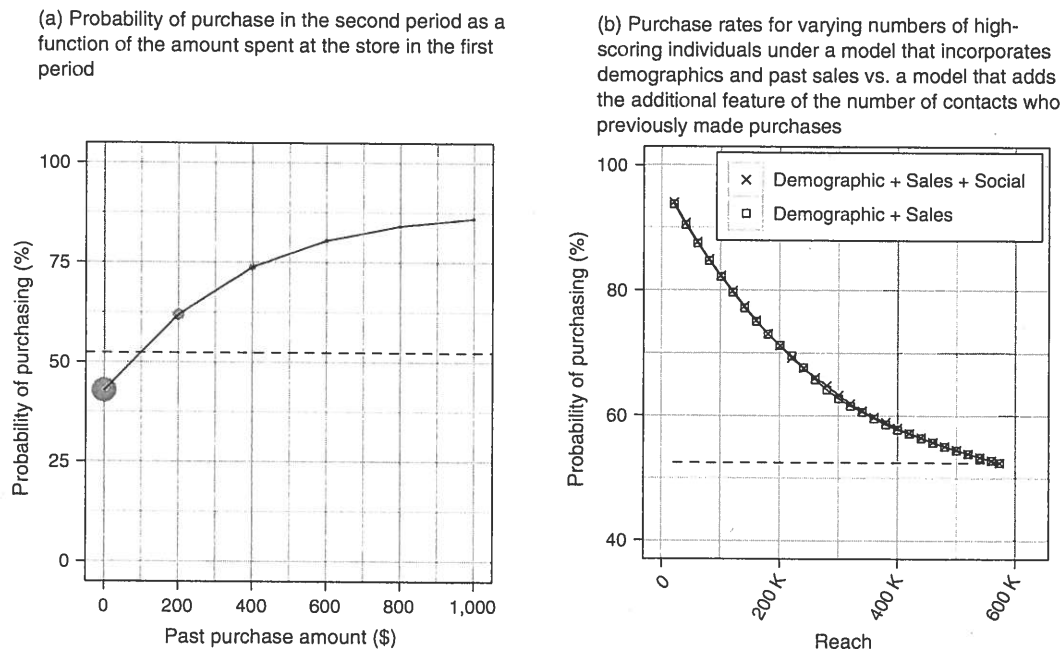 (a) Probability of purchase in the second period as a
function of the amount spent at the store in the first
period
100
75
50
25
0
Probability of purchasing (%)
0 200 400 600 800 1,000
Past purchase amount ($)
(b) Purchase rates for varying numbers of high-
scoring individuals under a model that incorporates
demographics and past sales vs. a model that adds
the additional feature of the number of contacts who
previously made purchases
Demographic + Sales + Social
Demographic + Sales
100
80
60
40
Probability of purchasing (%)
0 200 K 400 K 600 K
Reach